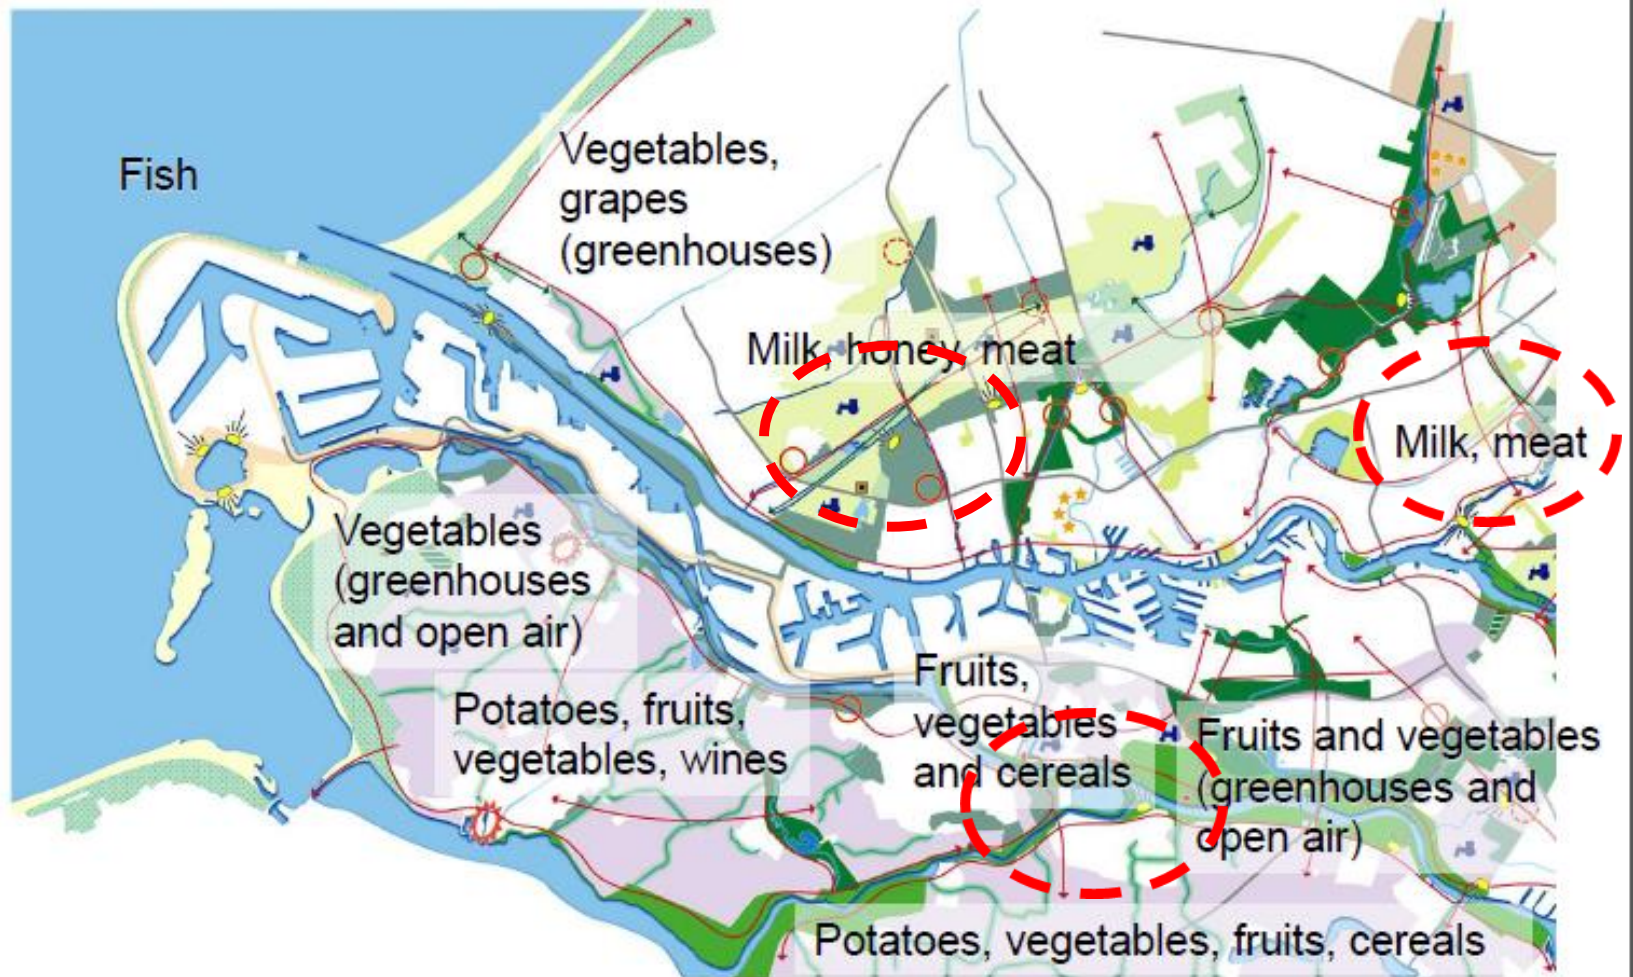 Fish
Vegetables,
grapes
(greenhouses)
Milk, honey, meat
Milk, meat
Vegetables
(greenhouses
and open air)
Potatoes, fruits,
vegetables, wines
Fruits,
vegetables
and cereals
Fruits and vegetables
(greenhouses and
open air)
Potatoes, vegetables, fruits, cereals